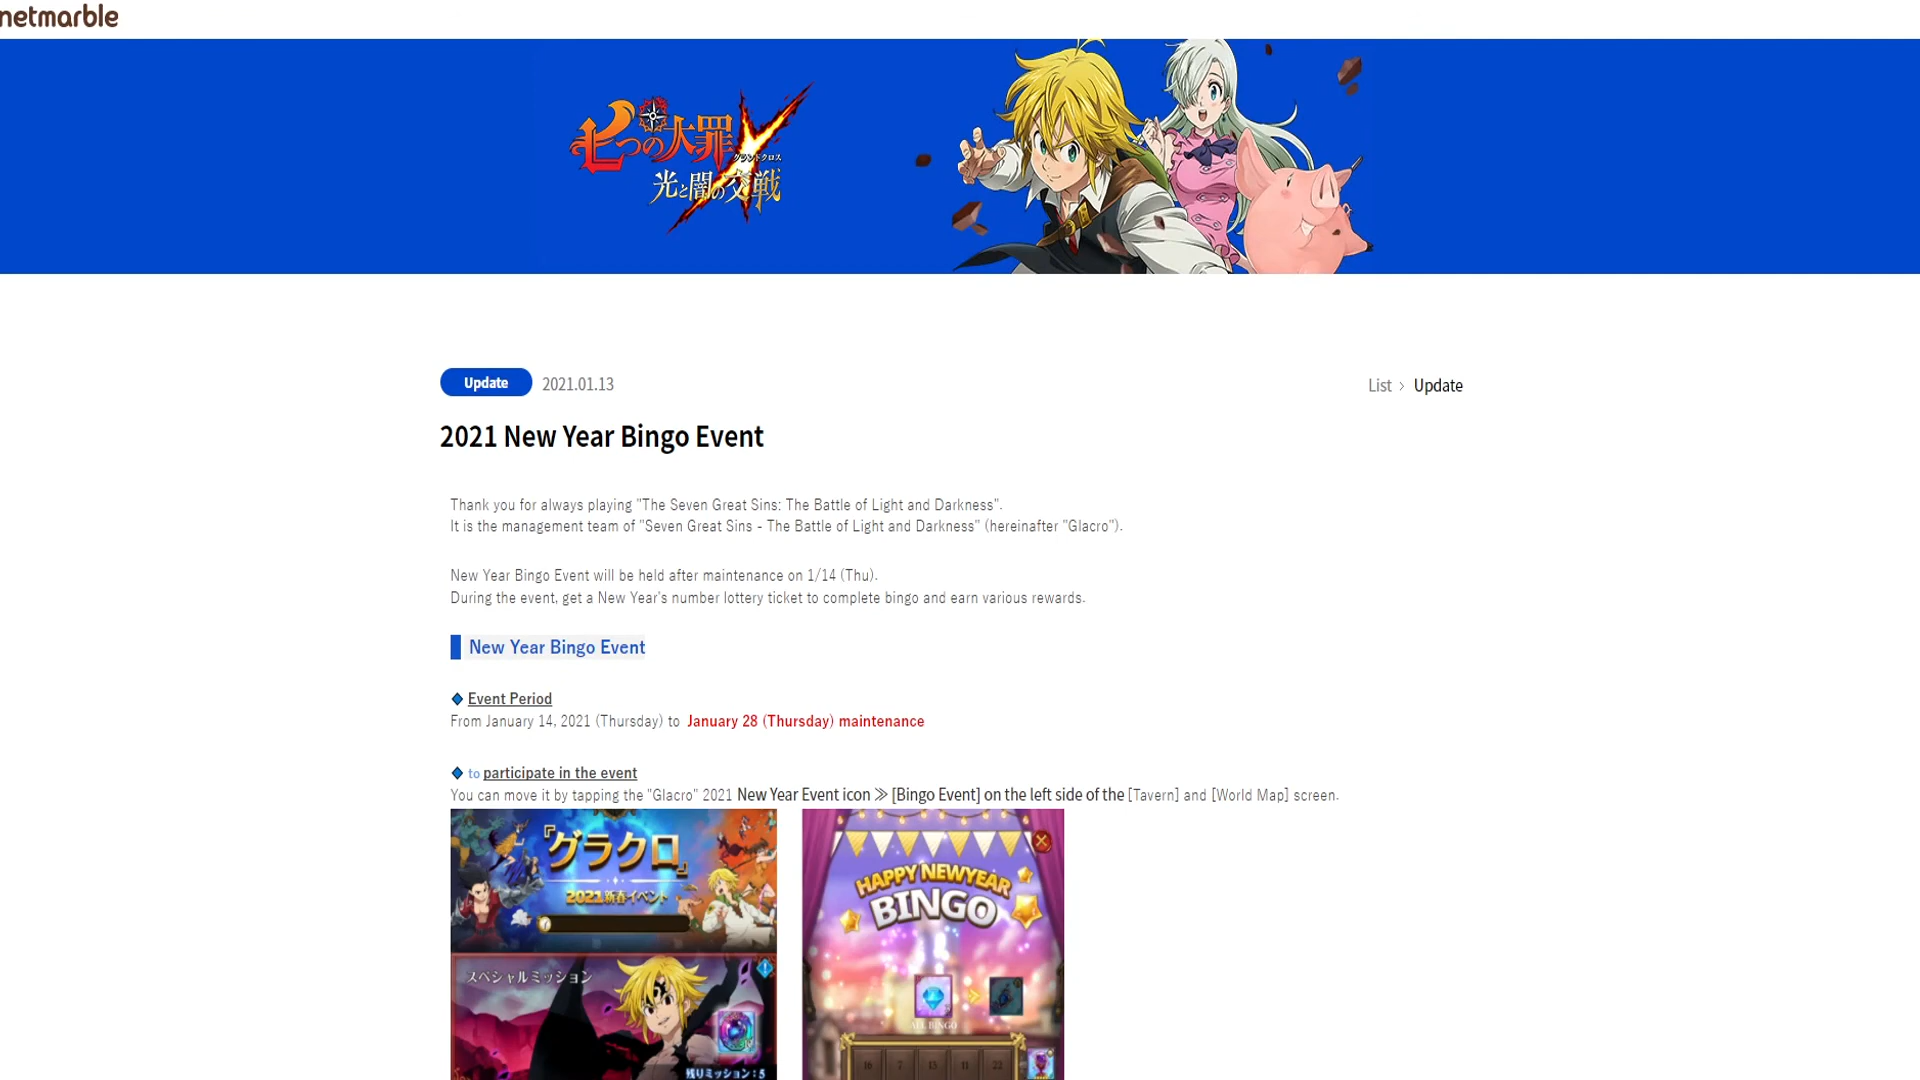 netmarble
七つの大罪
グランドクロス
光と闇の交戦
Update 2021.01.13
List > Update
2021 New Year Bingo Event
Thank you for always playing "The Seven Great Sins: The Battle of Light and Darkness".
It is the management team of "Seven Great Sins - The Battle of Light and Darkness" (hereinafter "Glacro").
New Year Bingo Event will be held after maintenance on 1/14 (Thu).
During the event, get a New Year's number lottery ticket to complete bingo and earn various rewards.
New Year Bingo Event
Event Period
From January 14, 2021 (Thursday) to January 28 (Thursday) maintenance
to participate in the event
You can move it by tapping the "Glacro" 2021 New Year Event icon ≫ [Bingo Event] on the left side of the [Tavern] and [World Map] screen.
『グラクロ』
2021新春イベント
スペシャルミッション
残りミッション：5
HAPPY NEWYEAR
BINGO
ALL BINGO
16 7 13 11 22